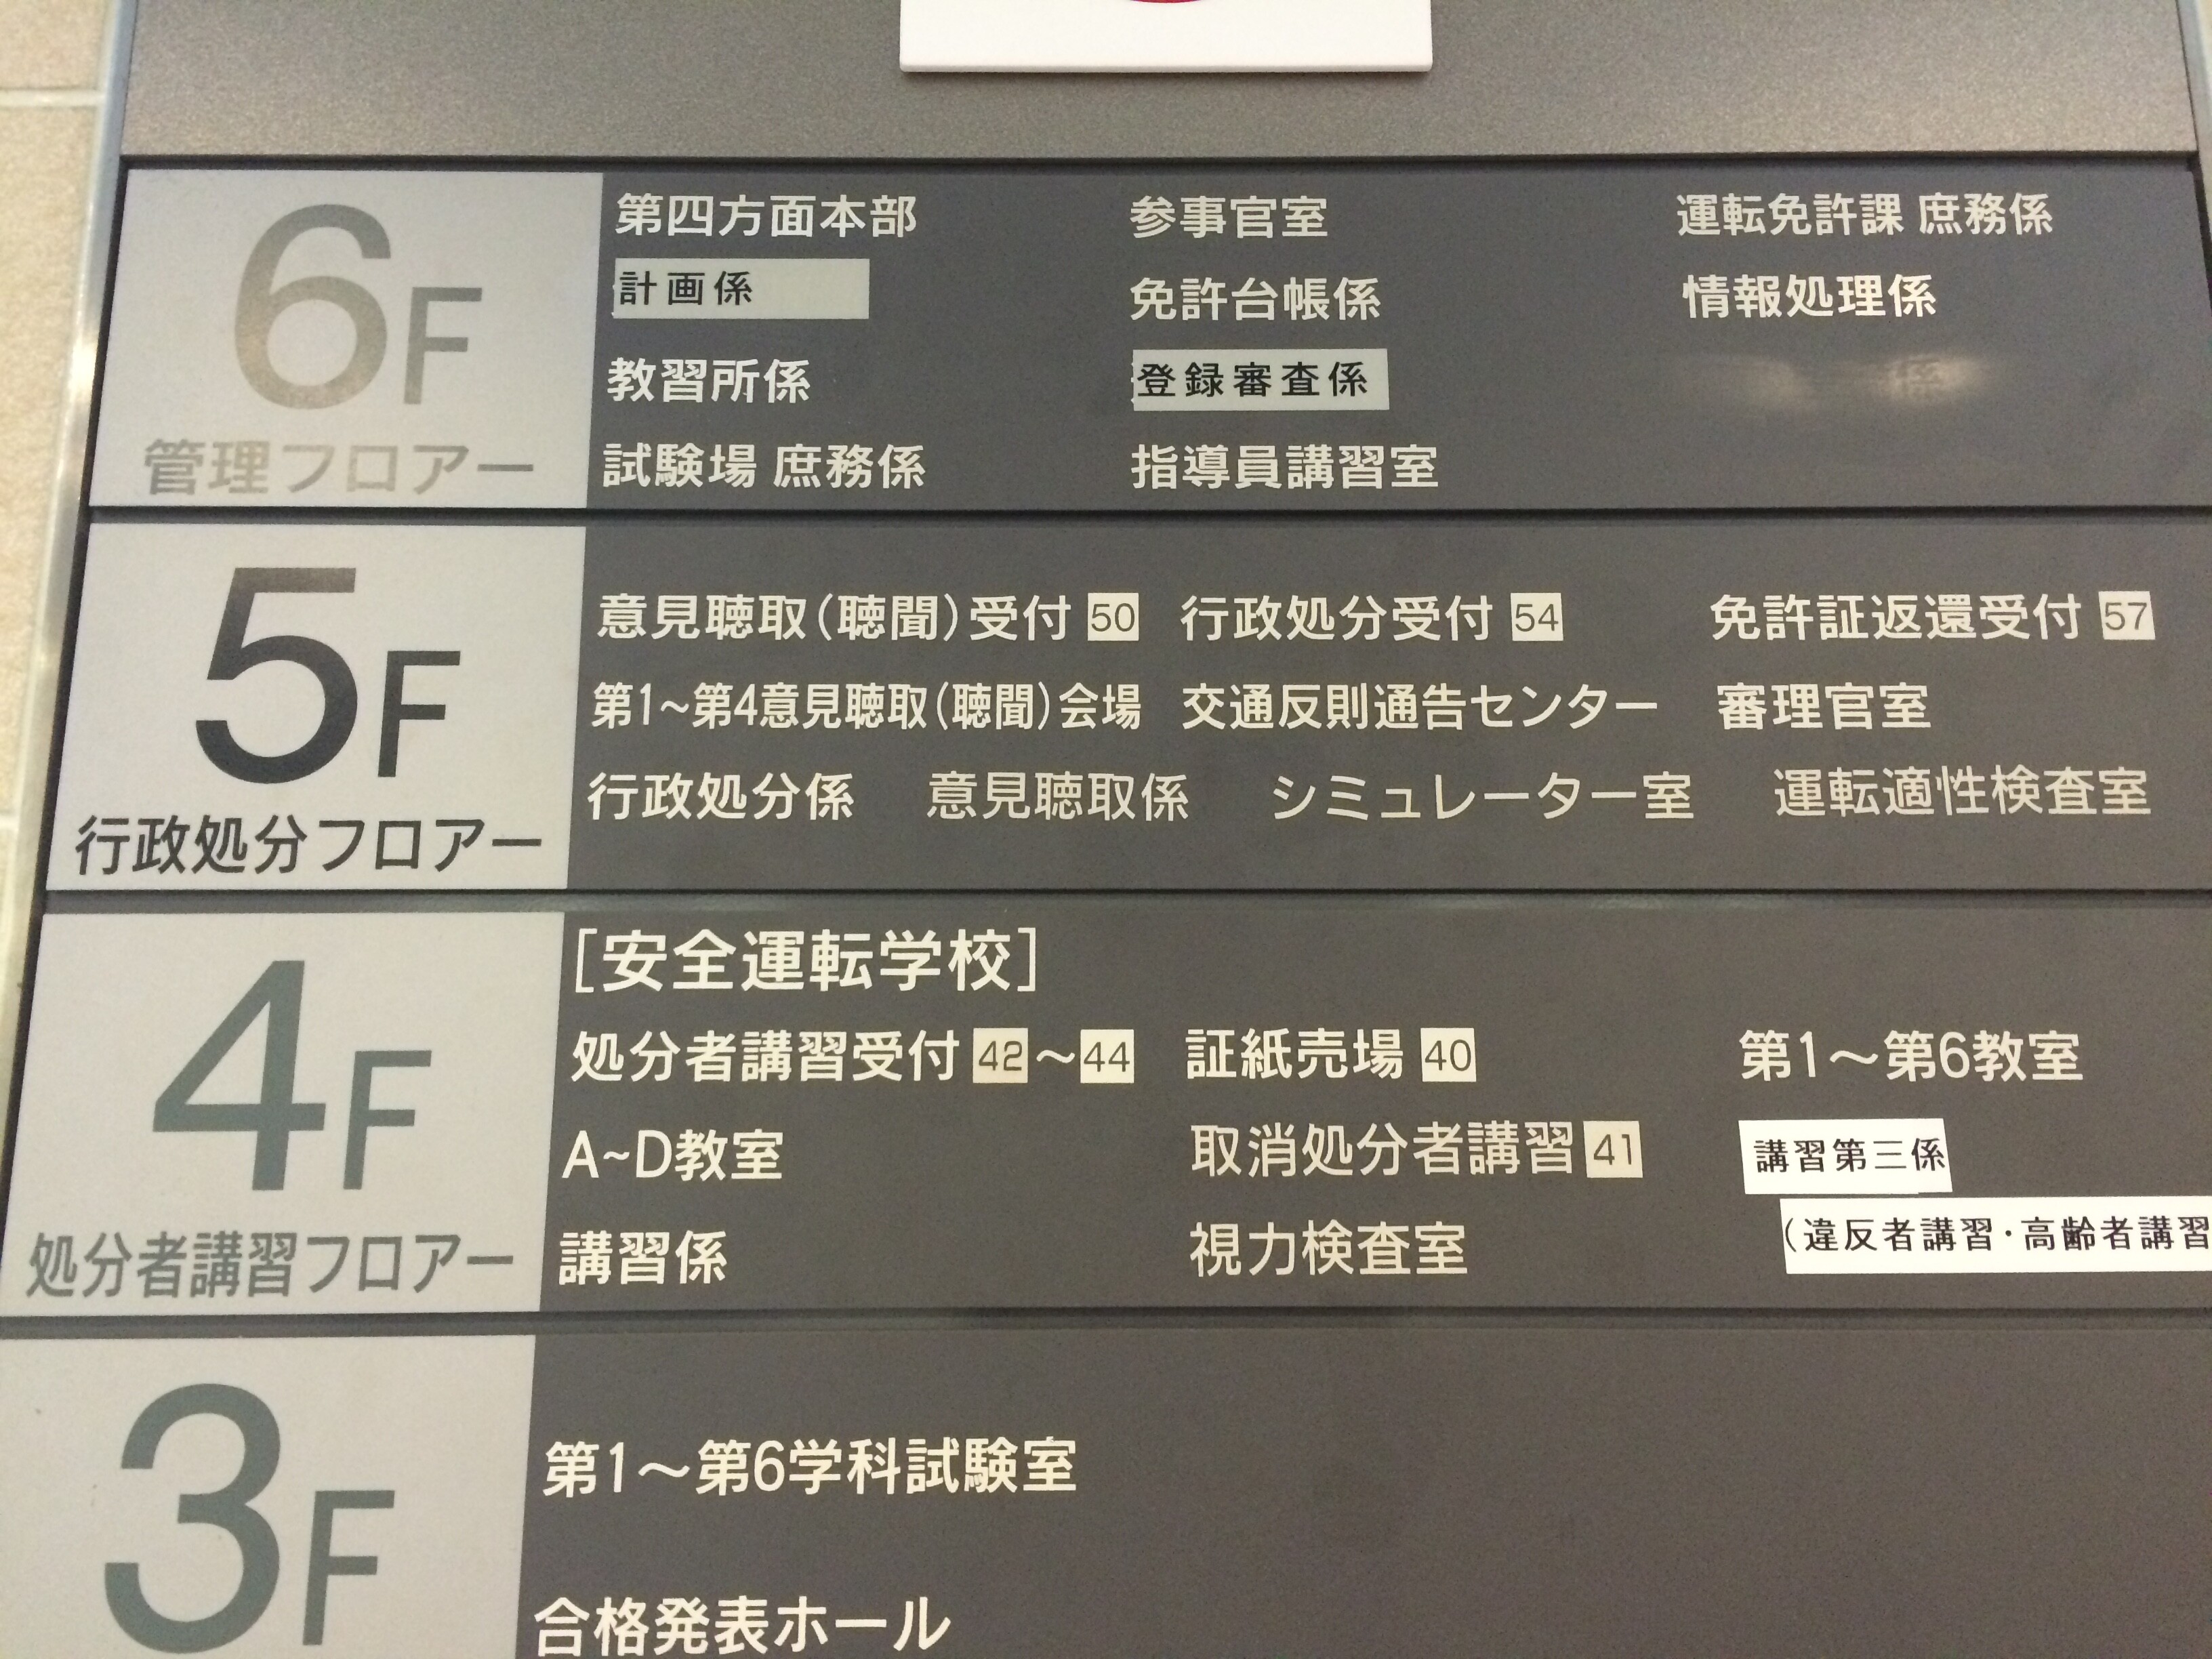 6F
管理フロアー
第四方面本部 参事官室 運転免許課 庶務係
計画係 免許台帳係 情報処理係
教習所係 登録審査係
試験場 庶務係 指導員講習室
5F
行政処分フロアー
意見聴取(聴聞)受付 50 行政処分受付 54 免許証返還受付 57
第1~第4意見聴取(聴聞)会場 交通反則通告センター 審理官室
行政処分係 意見聴取係 シミュレーター室 運転適性検査室
4F
処分者講習フロアー
[安全運転学校]
処分者講習受付 42～44 証紙売場 40 第1～第6教室
A~D教室 取消処分者講習 41 講習第三係
講習係 視力検査室 (違反者講習・高齢者講習
3F
第1～第6学科試験室
合格発表ホール